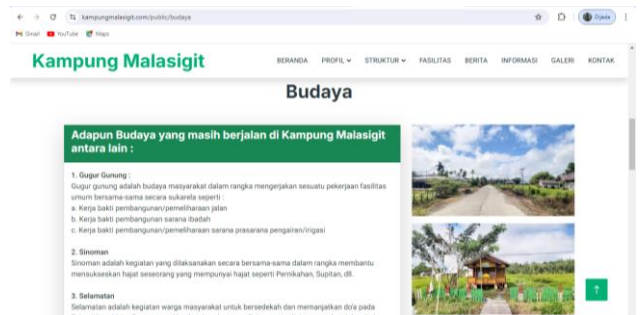 kampungmalasigit.com/public/budaya
Dijeda
Gmail YouTube Maps
Kampung Malasigit
BERANDA PROFIL STRUKTUR FASILITAS BERITA INFORMASI GALERI KONTAK
Budaya
Adapun Budaya yang masih berjalan di Kampung Malasigit
antara lain :
1. Gugur Gunung :
Gugur gunung adalah budaya masyarakat dalam rangka mengerjakan sesuatu pekerjaan fasilitas
umum bersama-sama secara sukarela seperti :
a. Kerja bakti pembangunan/pemeliharaan jalan
b. Kerja bakti pembangunan sarana ibadah
c. Kerja bakti pembangunan/pemeliharaan sarana prasarana pengairan/irigasi
2. Sinoman
Sinoman adalah kegiatan yang dilaksanakan secara bersama-sama dalam rangka membantu
mensukseskan hajat seseorang yang mempunyai hajat seperti Pernikahan, Supitan, dll.
3. Selamatan
Selamatan adalah kegiatan warga masyarakat untuk bersedekah dan memanjatkan do'a pada